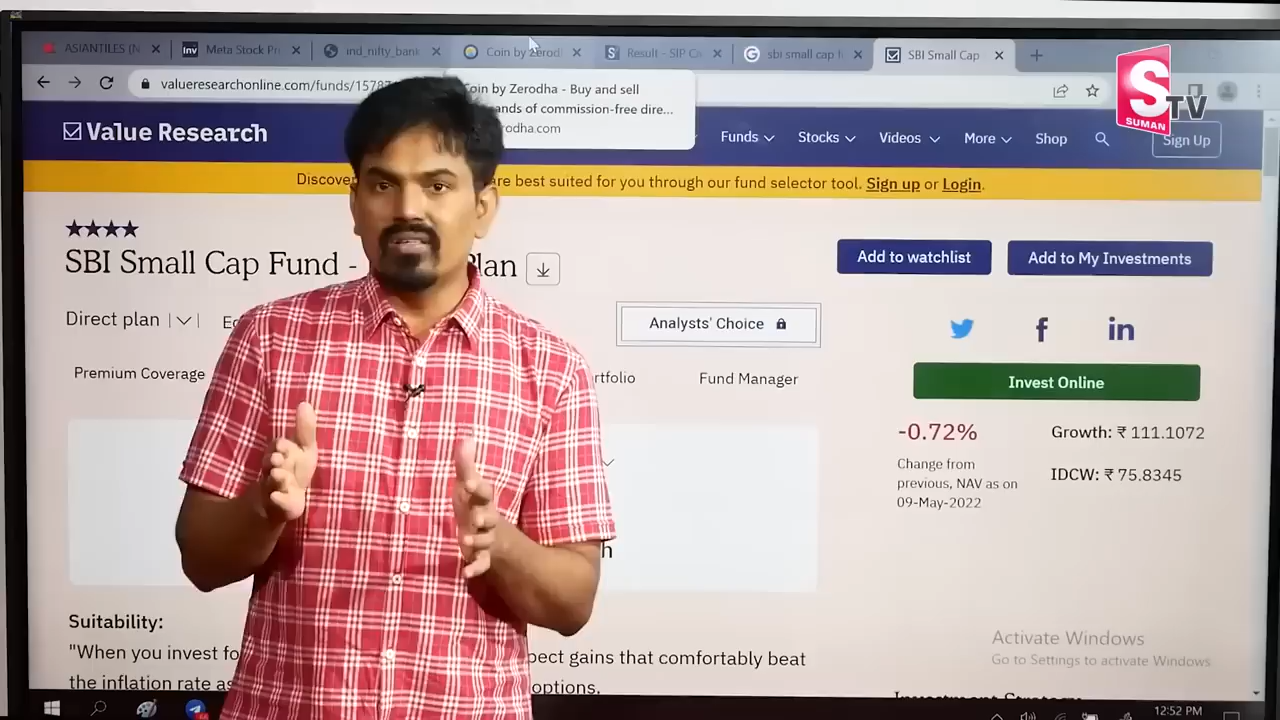 ASIANTILES (N
Inv Meta Stock Pr
ind_nifty_bank
Coin by Zerodh
Result - SIP Ca
sbi small cap f
SBI Small Cap
valueresearchonline.com/funds/1578
oin by Zerodha - Buy and sell
ands of commission-free dire...
rodha.com
S TV
SUMAN
Value Research
Funds
Stocks
Videos
More
Shop
Sign Up
Discover
are best suited for you through our fund selector tool. Sign up or Login.
SBI Small Cap Fund - Plan
Add to watchlist
Add to My Investments
Direct plan
Analysts' Choice
Premium Coverage
rtfolio
Fund Manager
Invest Online
-0.72%
Growth: ₹ 111.1072
Change from
previous, NAV as on
09-May-2022
IDCW: ₹ 75.8345
h
Suitability:
"When you invest fo pect gains that comfortably beat
the inflation rate as options.
Activate Windows
Go to Settings to activate Windows
Investment Strategy
12:52 PM